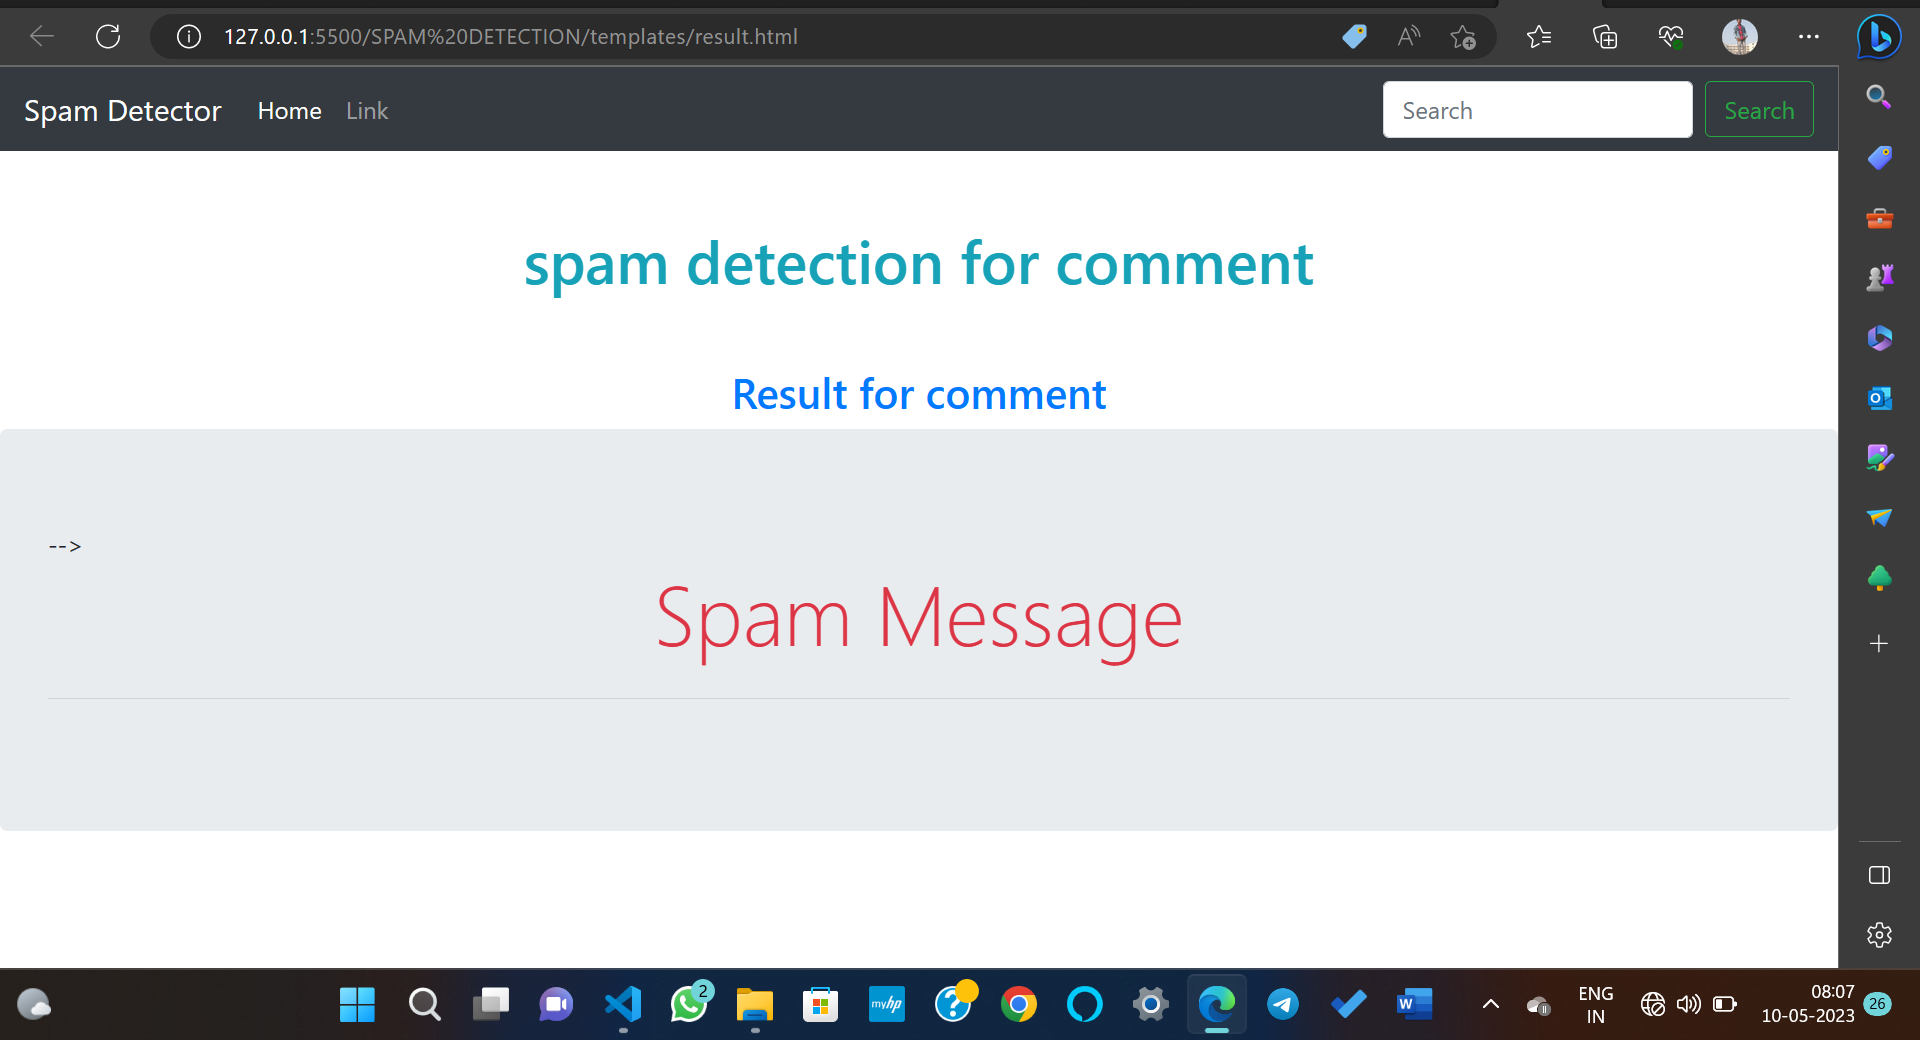 127.0.0.1:5500/SPAM%20DETECTION/templates/result.html
Spam Detector Home Link Search Search
spam detection for comment
Result for comment
-->
Spam Message
2
myhp
W
ENG
IN
08:07
10-05-2023
26